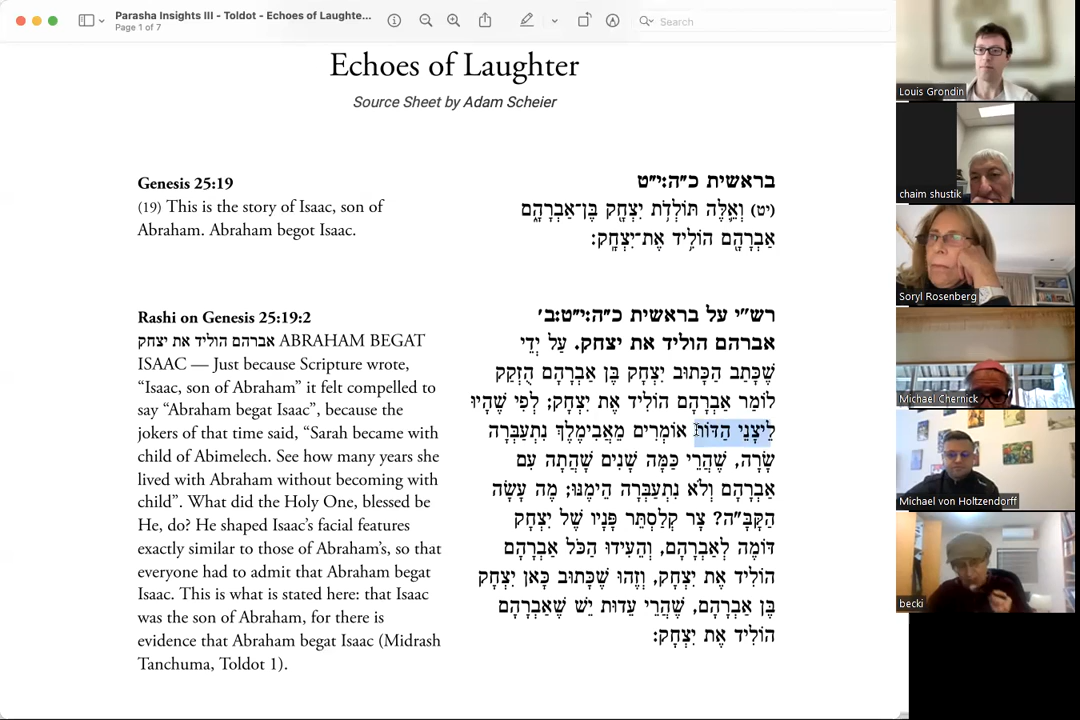 Parasha Insights III - Toldot - Echoes of Laughte...
Page 1 of 7
Search
Echoes of Laughter
Source Sheet by Adam Scheier
Genesis 25:19
(19) This is the story of Isaac, son of
Abraham. Abraham begot Isaac.
בראשית כ״ה:י״ט
(יט) וְאֵ֛לֶּה תּוֹלְדֹ֥ת יִצְחָ֖ק בֶּן־אַבְרָהָ֑ם
אַבְרָהָ֖ם הוֹלִ֥יד אֶת־יִצְחָֽק׃
Rashi on Genesis 25:19:2
אברהם הוליד את יצחק ABRAHAM BEGAT
ISAAC — Just because Scripture wrote,
“Isaac, son of Abraham” it felt compelled to
say “Abraham begat Isaac”, because the
jokers of that time said, “Sarah became with
child of Abimelech. See how many years she
lived with Abraham without becoming with
child”. What did the Holy One, blessed be
He, do? He shaped Isaac’s facial features
exactly similar to those of Abraham’s, so that
everyone had to admit that Abraham begat
Isaac. This is what is stated here: that Isaac
was the son of Abraham, for there is
evidence that Abraham begat Isaac (Midrash
Tanchuma, Toldot 1).
רש״י על בראשית כ״ה:י״ט:ב׳
אברהם הוליד את יצחק. עַל יְדֵי
שֶׁכָּתַב הַכָּתוּב יִצְחָק בֶּן אַבְרָהָם הֻזְקַק
לוֹמַר אַבְרָהָם הוֹלִיד אֶת יִצְחָק; לְפִי שֶׁהָיוּ
לֵיצָנֵי הַדּוֹר אוֹמְרִים מֵאֲבִימֶלֶךְ נִתְעַבְּרָה
שָׂרָה, שֶׁהֲרֵי כַּמָּה שָׁנִים שָׁהֲתָה עִם
אַבְרָהָם וְלֹא נִתְעַבְּרָה הֵימֶנּוּ; מֶה עָשָׂה
הַקָּבָּ״ה? צָר קְלַסְתֵּר פָּנָיו שֶׁל יִצְחָק
דּוֹמֶה לְאַבְרָהָם, וְהֵעִידוּ הַכֹּל אַבְרָהָם
הוֹלִיד אֶת יִצְחָק, וְזֶהוּ שֶׁכָּתוּב כָּאן יִצְחָק
בֶּן אַבְרָהָם, שֶׁהֲרֵי עֵדוּת יֵשׁ שֶׁאַבְרָהָם
הוֹלִיד אֶת יִצְחָק:
Louis Grondin
chaim shustik
Soryl Rosenberg
Michael Chernick
Michael von Holtzendorff
becki